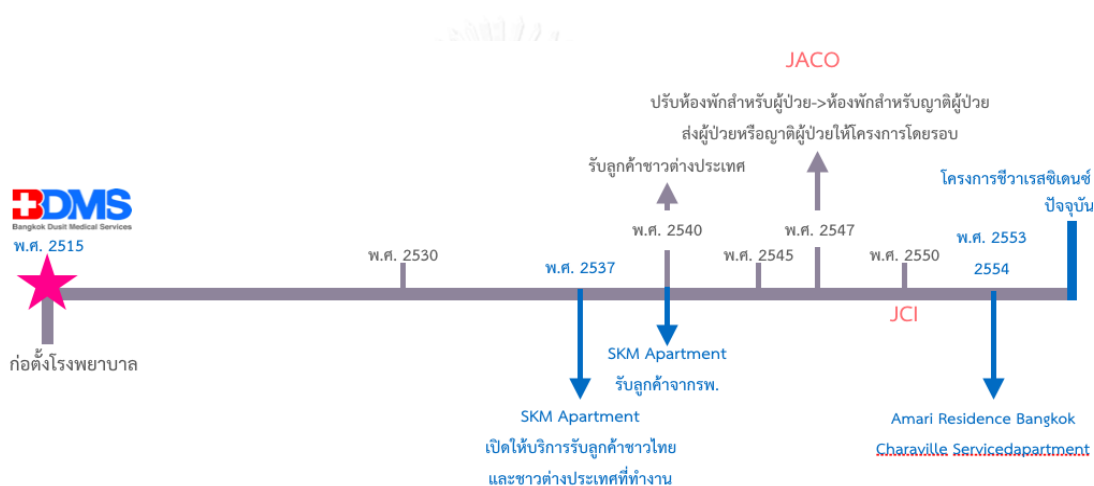 JACO
ปรับห้องพักสำหรับผู้ป่วย->ห้องพักสำหรับญาติผู้ป่วย
ส่งผู้ป่วยหรือญาติผู้ป่วยให้โครงการโดยรอบ
รับลูกค้าชาวต่างประเทศ
โครงการชีวาเรสซิเดนซ์
ปัจจุบัน
BDMS
Bangkok Dusit Medical Services
พ.ศ. 2515
พ.ศ. 2530
พ.ศ. 2537
พ.ศ. 2540
พ.ศ. 2545
พ.ศ. 2547
พ.ศ. 2550
พ.ศ. 2553
2554
JCI
ก่อตั้งโรงพยาบาล
SKM Apartment
รับลูกค้าจากรพ.
SKM Apartment
เปิดให้บริการรับลูกค้าชาวไทย
และชาวต่างประเทศที่ทำงาน
Amari Residence Bangkok
Charaville Servicedapartment